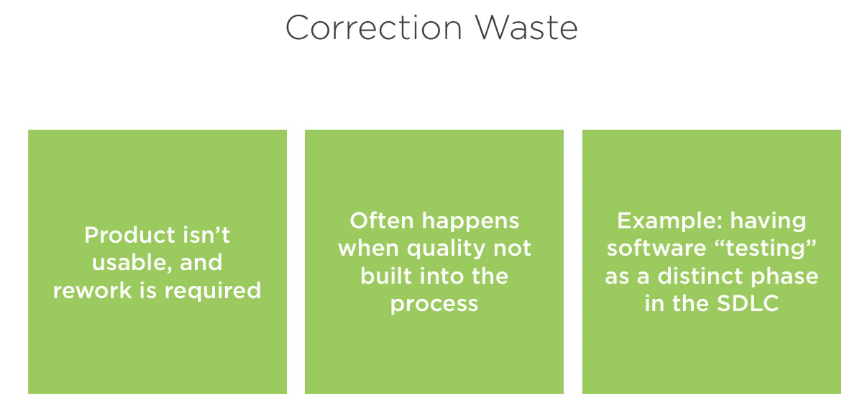 Correction Waste
Product isn’t
usable, and
rework is required
Often happens
when quality not
built into the
process
Example: having
software “testing”
as a distinct phase
in the SDLC